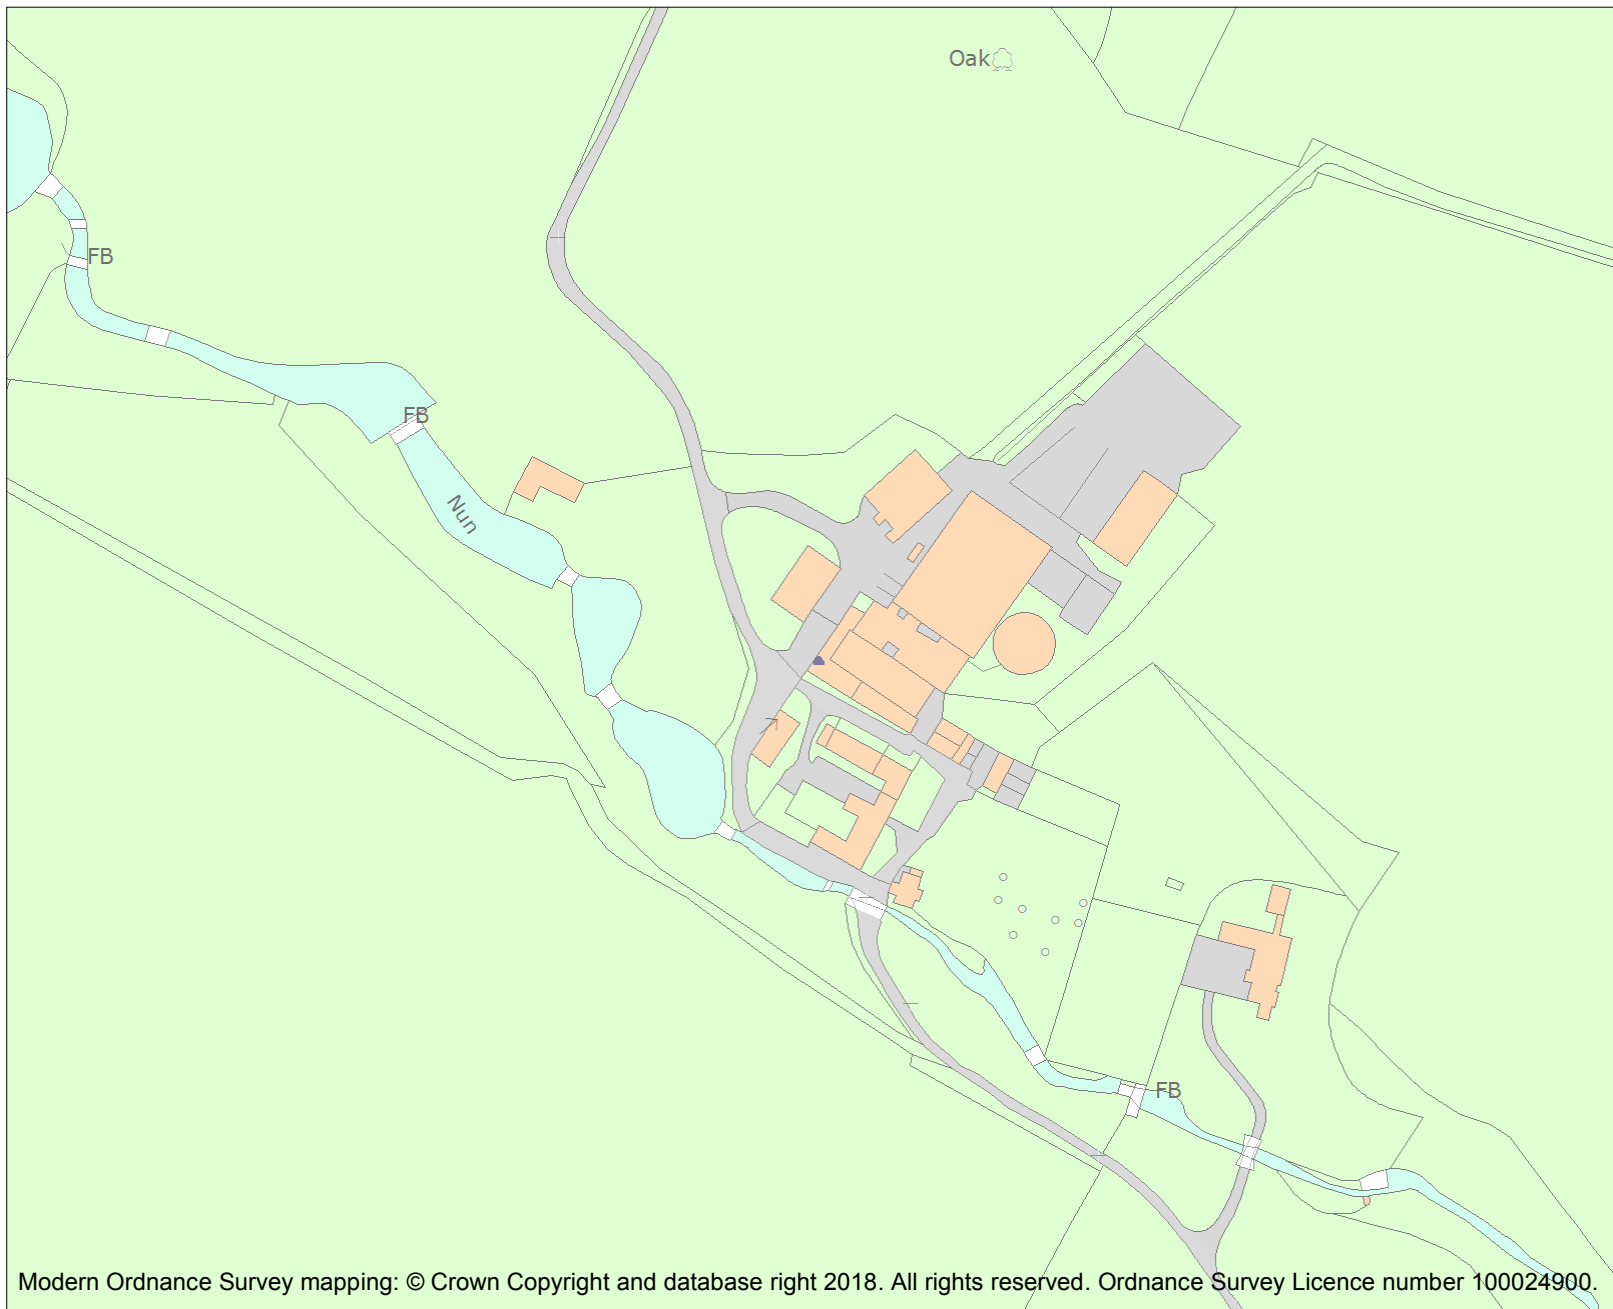 Oak
FB
FB
Nun
FB
Modern Ordnance Survey mapping: © Crown Copyright and database right 2018. All rights reserved. Ordnance Survey Licence number 100024900.